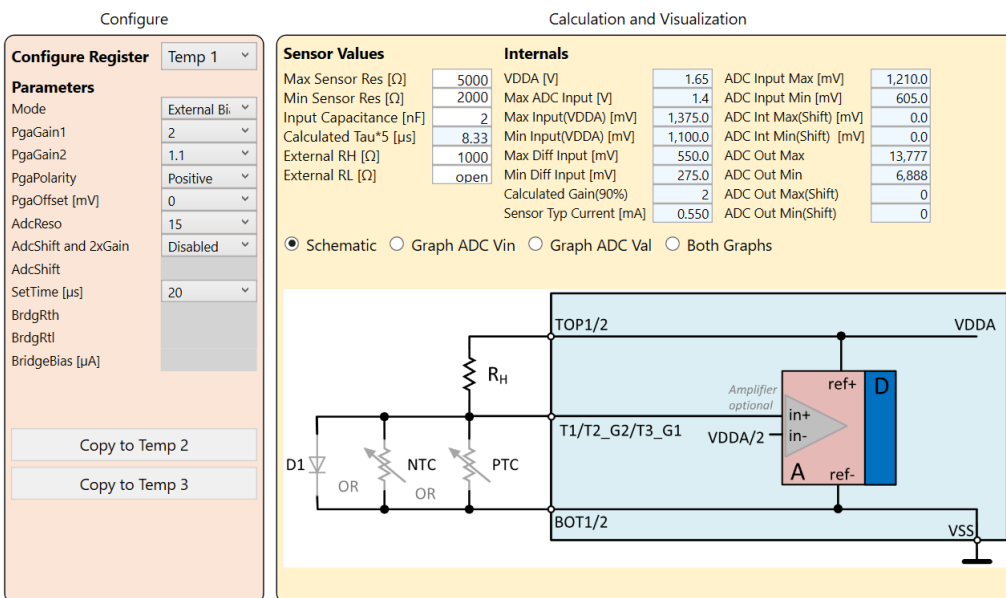 Configure
Calculation and Visualization
Configure Register Temp 1
Parameters
Mode External Bi
PgaGain1 2
PgaGain2 1.1
PgaPolarity Positive
PgaOffset [mV] 0
AdcReso 15
AdcShift and 2xGain Disabled
AdcShift
SetTime [µs] 20
BrdgRth
BrdgRtl
BridgeBias [µA]
Copy to Temp 2
Copy to Temp 3
Sensor Values
Max Sensor Res [Ω] 5000
Min Sensor Res [Ω] 2000
Input Capacitance [nF] 2
Calculated Tau*5 [µs] 8.33
External RH [Ω] 1000
External RL [Ω] open
Internals
VDDA [V] 1.65 ADC Input Max [mV] 1,210.0
Max ADC Input [V] 1.4 ADC Input Min [mV] 605.0
Max Input(VDDA) [mV] 1,375.0 ADC Int Max(Shift) [mV] 0.0
Min Input(VDDA) [mV] 1,100.0 ADC Int Min(Shift) [mV] 0.0
Max Diff Input [mV] 550.0 ADC Out Max 13,777
Min Diff Input [mV] 275.0 ADC Out Min 6,888
Calculated Gain(90%) 2 ADC Out Max(Shift) 0
Sensor Typ Current [mA] 0.550 ADC Out Min(Shift) 0
Schematic Graph ADC Vin Graph ADC Val Both Graphs
TOP1/2 VDDA
RH
Amplifier
optional
ref+ D
in+
T1/T2_G2/T3_G1
VDDA/2 in-
A ref-
D1 OR NTC OR PTC
BOT1/2
VSS